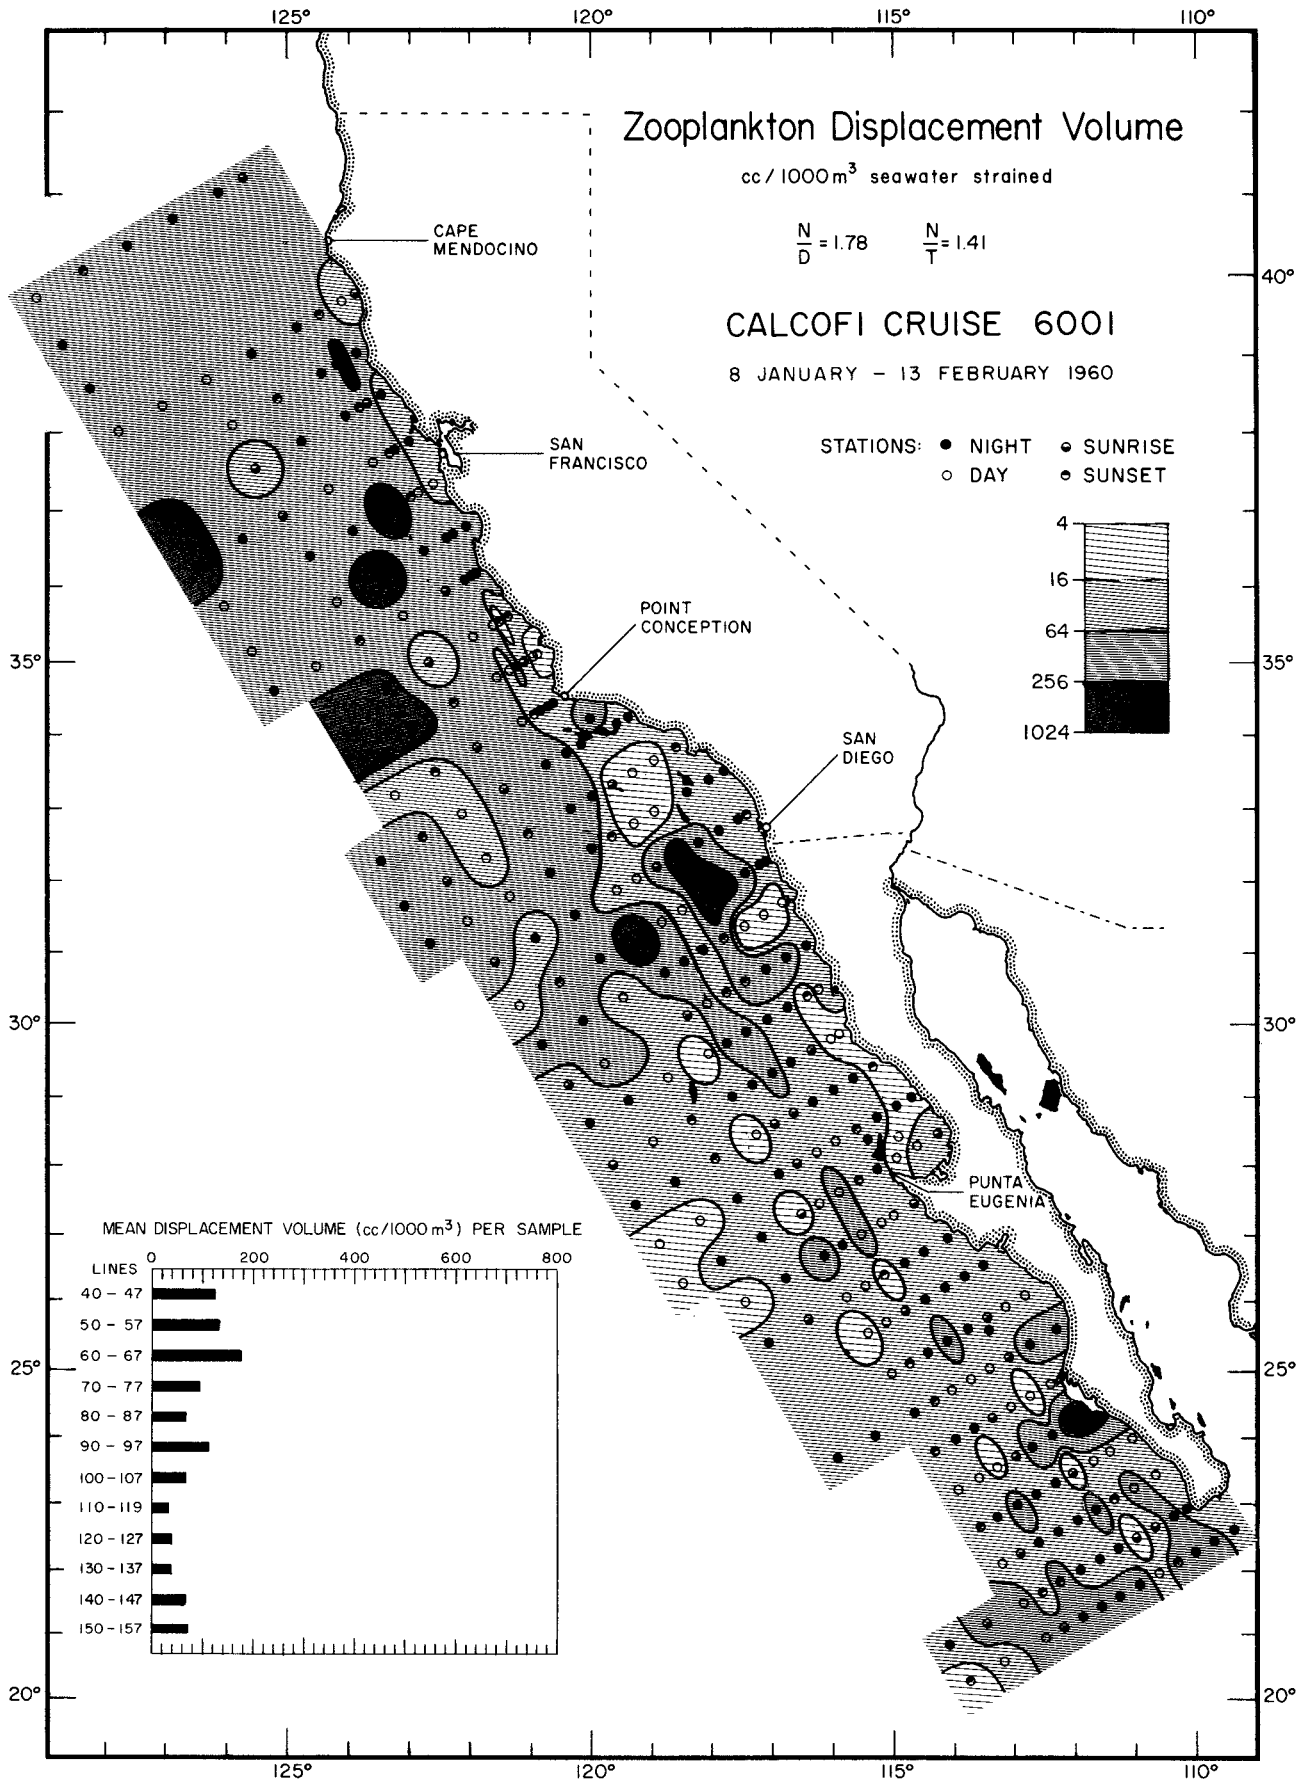 125° 120° 115° 110°
Zooplankton Displacement Volume
cc / 1000 m³ seawater strained
N/D = 1.78 N/T = 1.41
CAPE
MENDOCINO
40°
CALCOFI CRUISE 6001
8 JANUARY – 13 FEBRUARY 1960
STATIONS: ● NIGHT SUNRISE
○ DAY SUNSET
SAN
FRANCISCO
4
16
64
256
1024
POINT
CONCEPTION
35° 35°
SAN
DIEGO
30° 30°
PUNTA
EUGENIA
MEAN DISPLACEMENT VOLUME (cc/1000 m³) PER SAMPLE
0 200 400 600 800
LINES
40 – 47
50 – 57
60 – 67
70 – 77
80 – 87
90 – 97
100 – 107
110 – 119
120 – 127
130 – 137
140 – 147
150 – 157
25° 25°
20° 20°
125° 120° 115° 110°